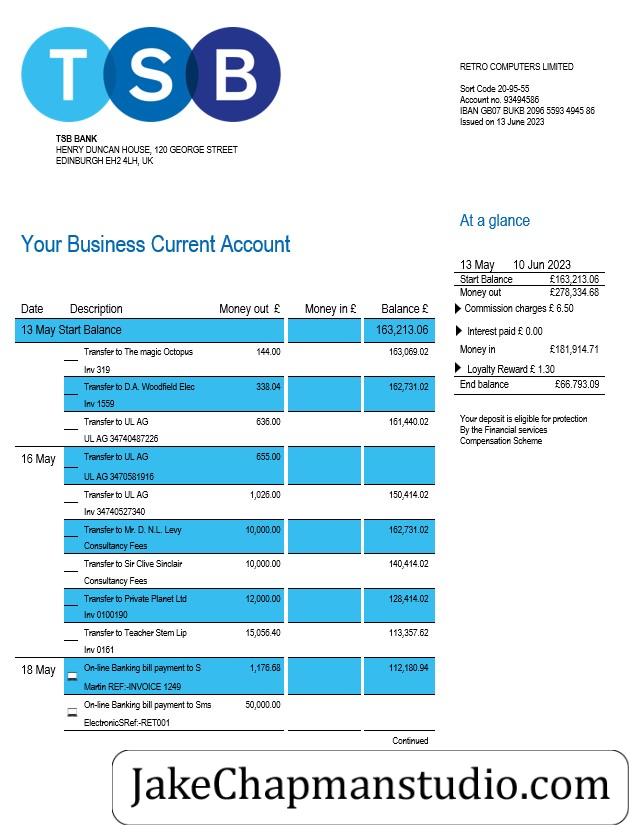 TSB
RETRO COMPUTERS LIMITED
Sort Code 20-95-55
Account no. 93494586
IBAN GB07 BUKB 2096 5593 4945 86
Issued on 13 June 2023
TSB BANK
HENRY DUNCAN HOUSE, 120 GEORGE STREET
EDINBURGH EH2 4LH, UK
Your Business Current Account
At a glance
13 May 10 Jun 2023
Start Balance £163,213.06
Money out £278,334.68
Commission charges £ 6.50
Interest paid £ 0.00
Money in £181,914.71
Loyalty Reward £ 1.30
End balance £66.793.09
Your deposit is eligible for protection
By the Financial services
Compensation Scheme
Date Description Money out £ Money in £ Balance £
13 May Start Balance 163,213.06
Transfer to The magic Octopus 144.00 163,069.02
Inv 319
Transfer to D.A. Woodfield Elec 338.04 162,731.02
Inv 1559
Transfer to UL AG 636.00 161,440.02
UL AG 34740487226
16 May Transfer to UL AG 655.00
UL AG 3470581916
Transfer to UL AG 1,026.00 150,414.02
Inv 34740527340
Transfer to Mr. D. N.L. Levy 10,000.00 162,731.02
Consultancy Fees
Transfer to Sir Clive Sinclair 10,000.00 140,414.02
Consultancy Fees
Transfer to Private Planet Ltd 12,000.00 128,414.02
Inv 0100190
Transfer to Teacher Stem Lip 15,056.40 113,357.62
Inv 0161
18 May On-line Banking bill payment to S 1,176.68 112,180.94
Martin REF:-INVOICE 1249
On-line Banking bill payment to Sms 50,000.00
ElectronicSRef:-RET001
Continued
JakeChapmanstudio.com